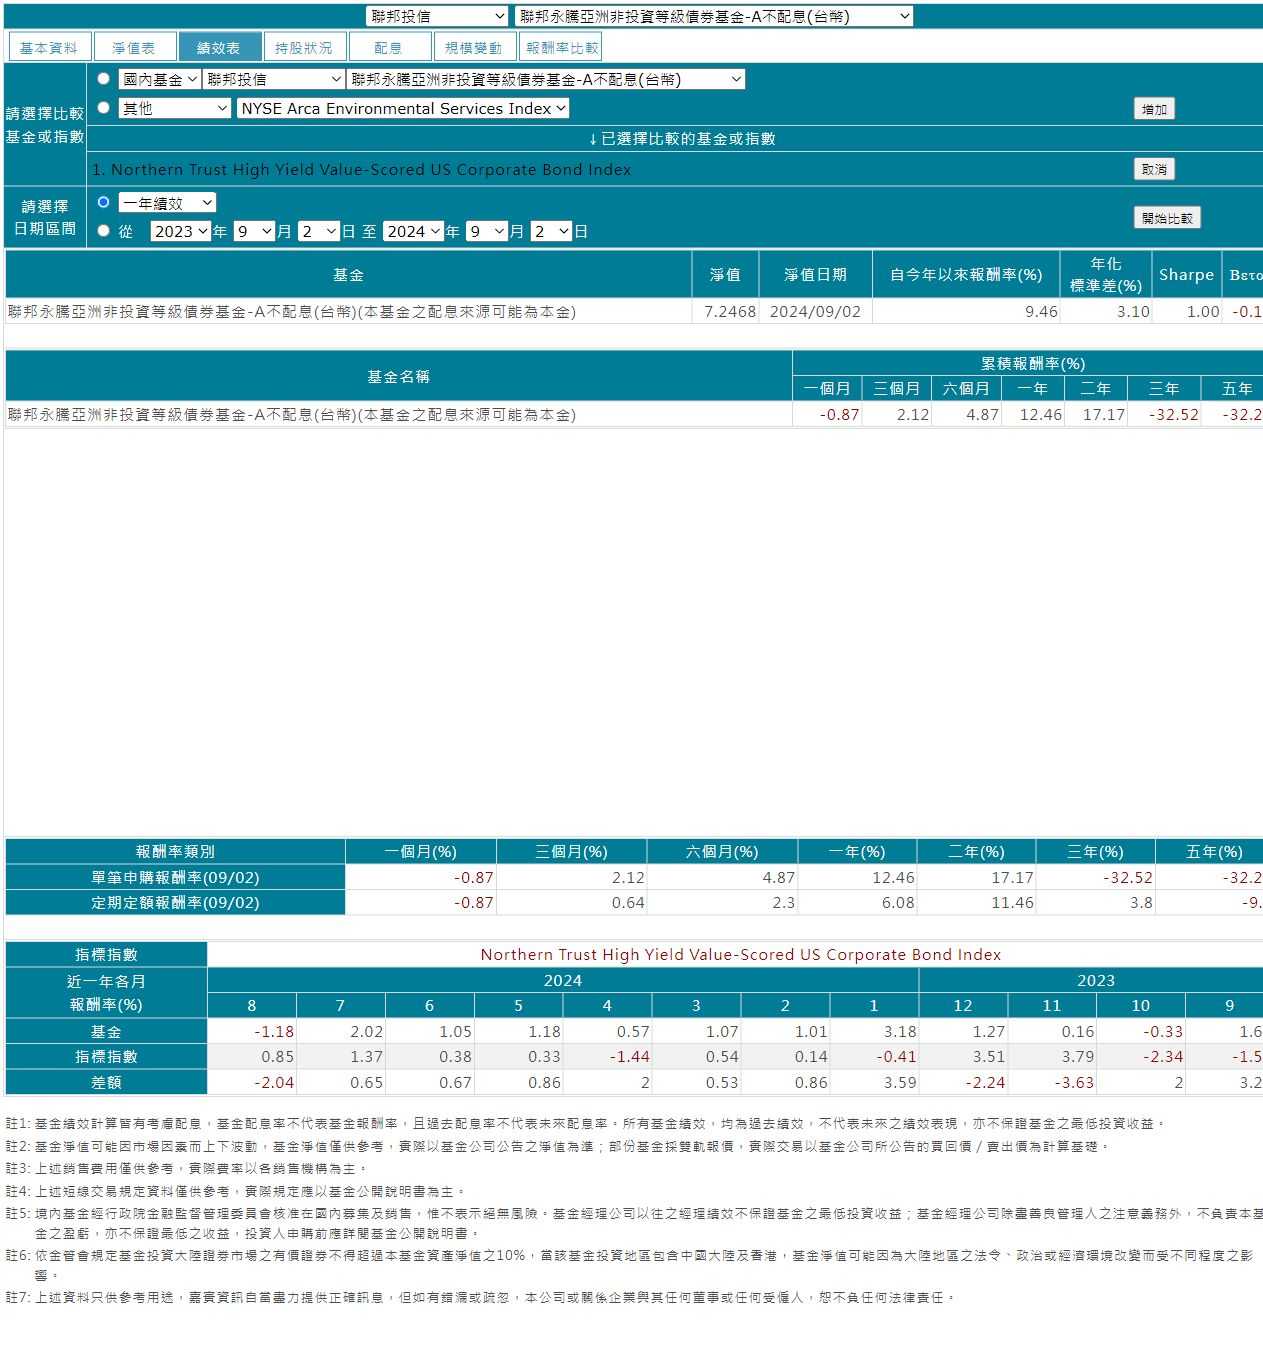 聯邦投信 聯邦永騰亞洲非投資等級債券基金-A不配息(台幣)
基本資料 淨值表 績效表 持股狀況 配息 規模變動 報酬率比較
請選擇比較
基金或指數
國內基金 聯邦投信 聯邦永騰亞洲非投資等級債券基金-A不配息(台幣)
其他 NYSE Arca Environmental Services Index 增加
↓已選擇比較的基金或指數
1. Northern Trust High Yield Value-Scored US Corporate Bond Index 取消
請選擇
日期區間
一年績效
從 2023 年 9 月 2 日 至 2024 年 9 月 2 日
開始比較
基金 淨值 淨值日期 自今年以來報酬率(%) 年化標準差(%) Sharpe
聯邦永騰亞洲非投資等級債券基金-A不配息(台幣)(本基金之配息來源可能為本金) 7.2468 2024/09/02 9.46 3.10 1.00 -0.1
基金名稱 累積報酬率(%)
一個月 三個月 六個月 一年 二年 三年 五年
聯邦永騰亞洲非投資等級債券基金-A不配息(台幣)(本基金之配息來源可能為本金) -0.87 2.12 4.87 12.46 17.17 -32.52 -32.2
報酬率類別 一個月(%) 三個月(%) 六個月(%) 一年(%) 二年(%) 三年(%) 五年(%)
單筆申購報酬率(09/02) -0.87 2.12 4.87 12.46 17.17 -32.52 -32.2
定期定額報酬率(09/02) -0.87 0.64 2.3 6.08 11.46 3.8 -9.
指標指數 Northern Trust High Yield Value-Scored US Corporate Bond Index
近一年各月
報酬率(%)
2024 2023
8 7 6 5 4 3 2 1 12 11 10 9
基金 -1.18 2.02 1.05 1.18 0.57 1.07 1.01 3.18 1.27 0.16 -0.33 1.6
指標指數 0.85 1.37 0.38 0.33 -1.44 0.54 0.14 -0.41 3.51 3.79 -2.34 -1.5
差額 -2.04 0.65 0.67 0.86 2 0.53 0.86 3.59 -2.24 -3.63 2 3.2
註1: 基金績效計算皆有考慮配息，基金配息率不代表基金報酬率，且過去配息率不代表未來配息率。所有基金績效，均為過去績效，不代表未來之績效表現，亦不保證基金之最低投資收益。
註2: 基金淨值可能因市場因素而上下波動，基金淨值僅供參考，實際以基金公司公告之淨值為準；部份基金採雙軌報價，實際交易以基金公司所公告的買回價／賣出價為計算基礎。
註3: 上述銷售費用僅供參考，實際費率以各銷售機構為主。
註4: 上述短線交易規定資料僅供參考，實際規定應以基金公開說明書為主。
註5: 境內基金經行政院金融監督管理委員會核准在國內募集及銷售，惟不表示絕無風險。基金經理公司以往之經理績效不保證基金之最低投資收益；基金經理公司除盡善良管理人之注意義務外，不負責本基
金之盈虧，亦不保證最低之收益，投資人申購前應詳閱基金公開說明書。
註6: 依金管會規定基金投資大陸證券市場之有價證券不得超過本基金資產淨值之10%，當該基金投資地區包含中國大陸及香港，基金淨值可能因為大陸地區之法令、政治或經濟環境改變而受不同程度之影
響。
註7: 上述資料只供參考用途，嘉實資訊自當盡力提供正確訊息，但如有錯漏或疏忽，本公司或關係企業與其任何董事或任何受僱人，恕不負任何法律責任。